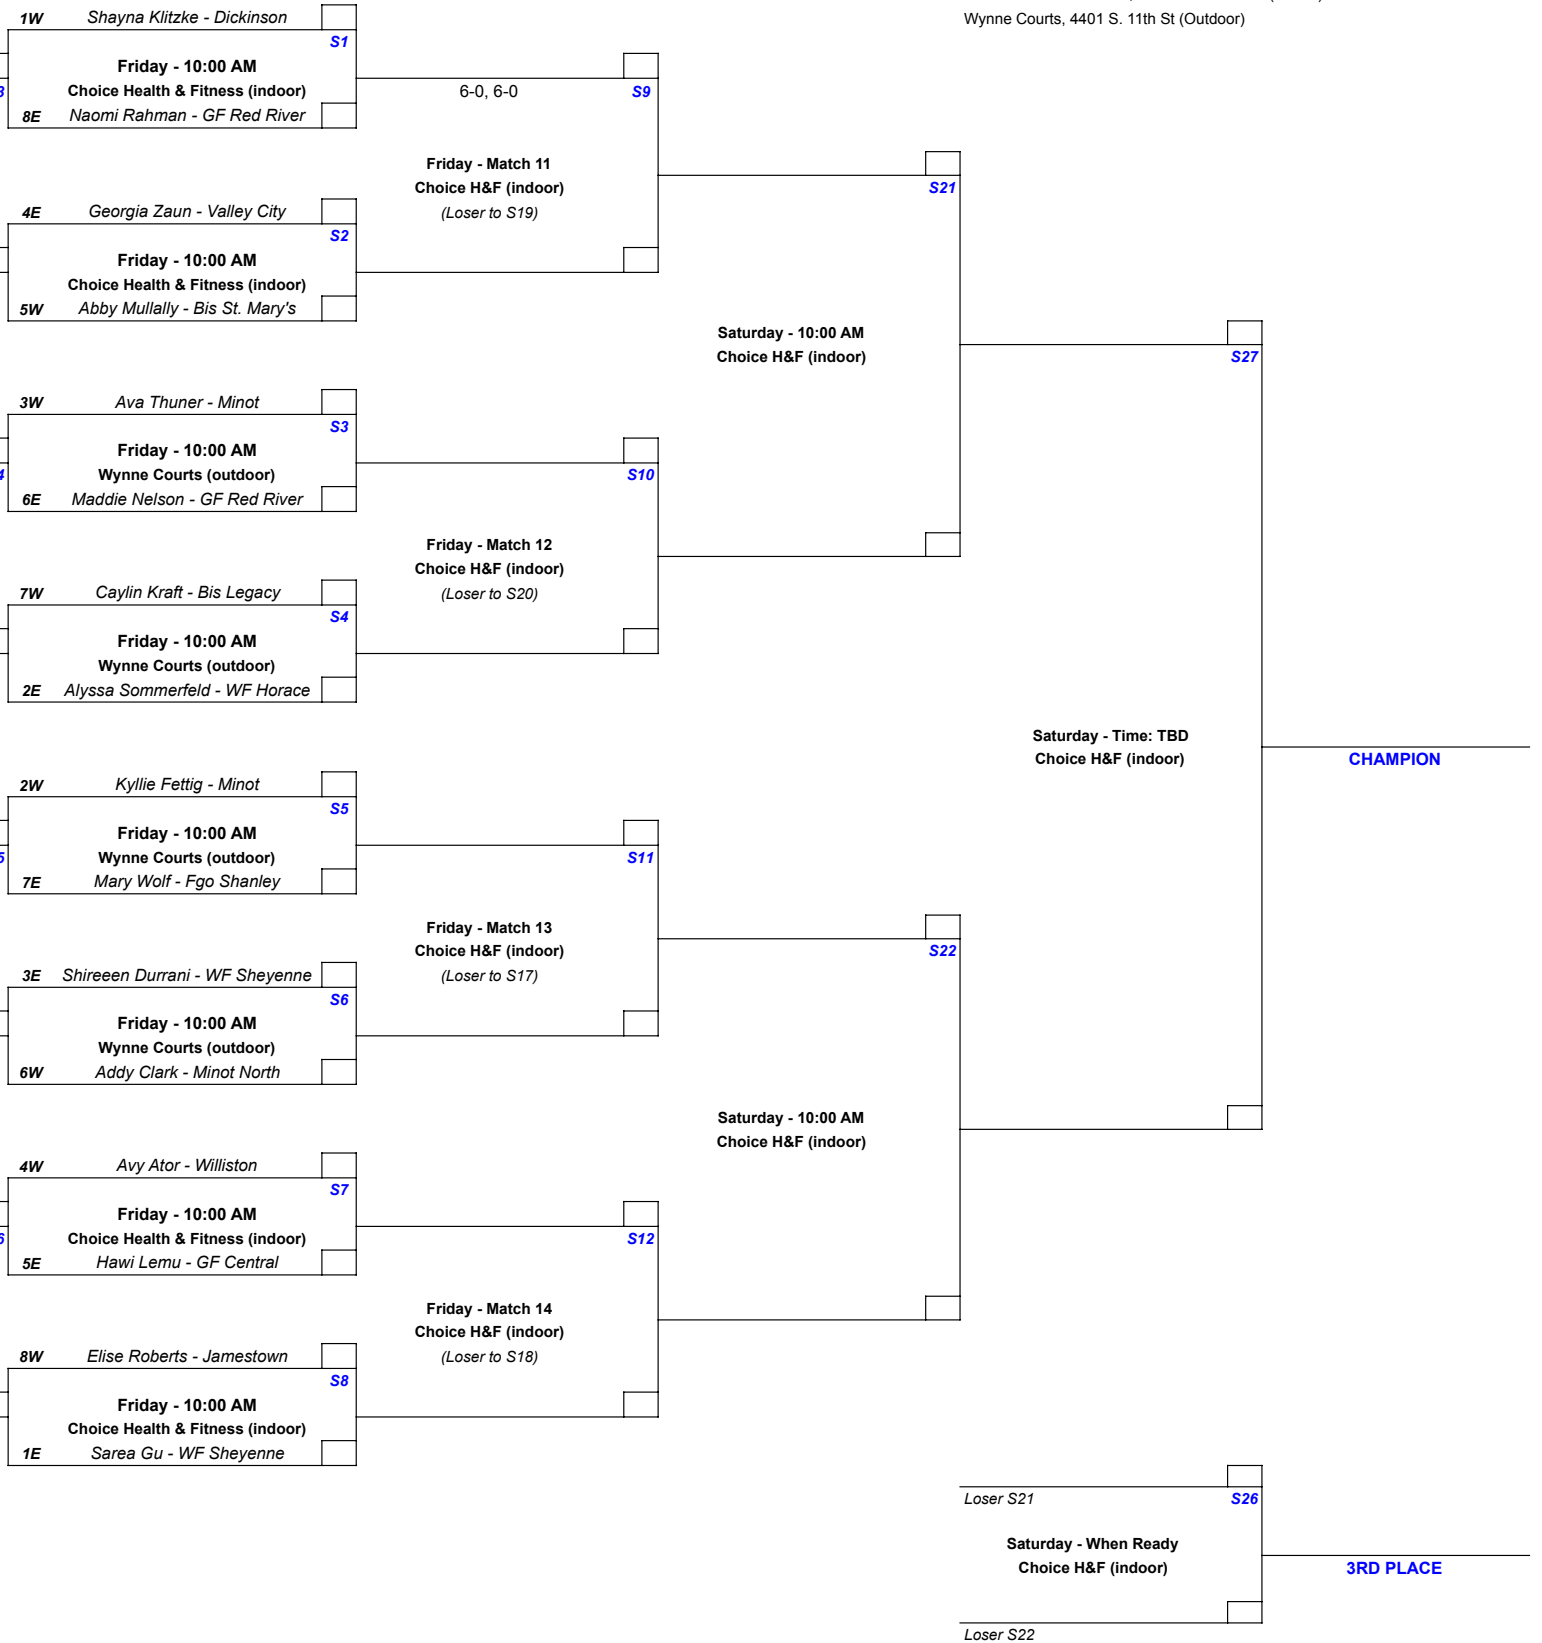 Wynne Courts, 4401 S. 11th St (Outdoor)
1W Shayna Klitzke - Dickinson
S1
Friday - 10:00 AM
Choice Health & Fitness (indoor)
8E Naomi Rahman - GF Red River
4E Georgia Zaun - Valley City
S2
Friday - 10:00 AM
Choice Health & Fitness (indoor)
5W Abby Mullally - Bis St. Mary's
3W Ava Thuner - Minot
S3
Friday - 10:00 AM
Wynne Courts (outdoor)
6E Maddie Nelson - GF Red River
7W Caylin Kraft - Bis Legacy
S4
Friday - 10:00 AM
Wynne Courts (outdoor)
2E Alyssa Sommerfeld - WF Horace
2W Kyllie Fettig - Minot
S5
Friday - 10:00 AM
Wynne Courts (outdoor)
7E Mary Wolf - Fgo Shanley
3E Shireeen Durrani - WF Sheyenne
S6
Friday - 10:00 AM
Wynne Courts (outdoor)
6W Addy Clark - Minot North
4W Avy Ator - Williston
S7
Friday - 10:00 AM
Choice Health & Fitness (indoor)
5E Hawi Lemu - GF Central
8W Elise Roberts - Jamestown
S8
Friday - 10:00 AM
Choice Health & Fitness (indoor)
1E Sarea Gu - WF Sheyenne
6-0, 6-0
S9
Friday - Match 11
Choice H&F (indoor)
(Loser to S19)
S10
Friday - Match 12
Choice H&F (indoor)
(Loser to S20)
S11
Friday - Match 13
Choice H&F (indoor)
(Loser to S17)
S12
Friday - Match 14
Choice H&F (indoor)
(Loser to S18)
S21
Saturday - 10:00 AM
Choice H&F (indoor)
S22
Saturday - 10:00 AM
Choice H&F (indoor)
S27
Saturday - Time: TBD
Choice H&F (indoor)
CHAMPION
Loser S21
S26
Saturday - When Ready
Choice H&F (indoor)
3RD PLACE
Loser S22